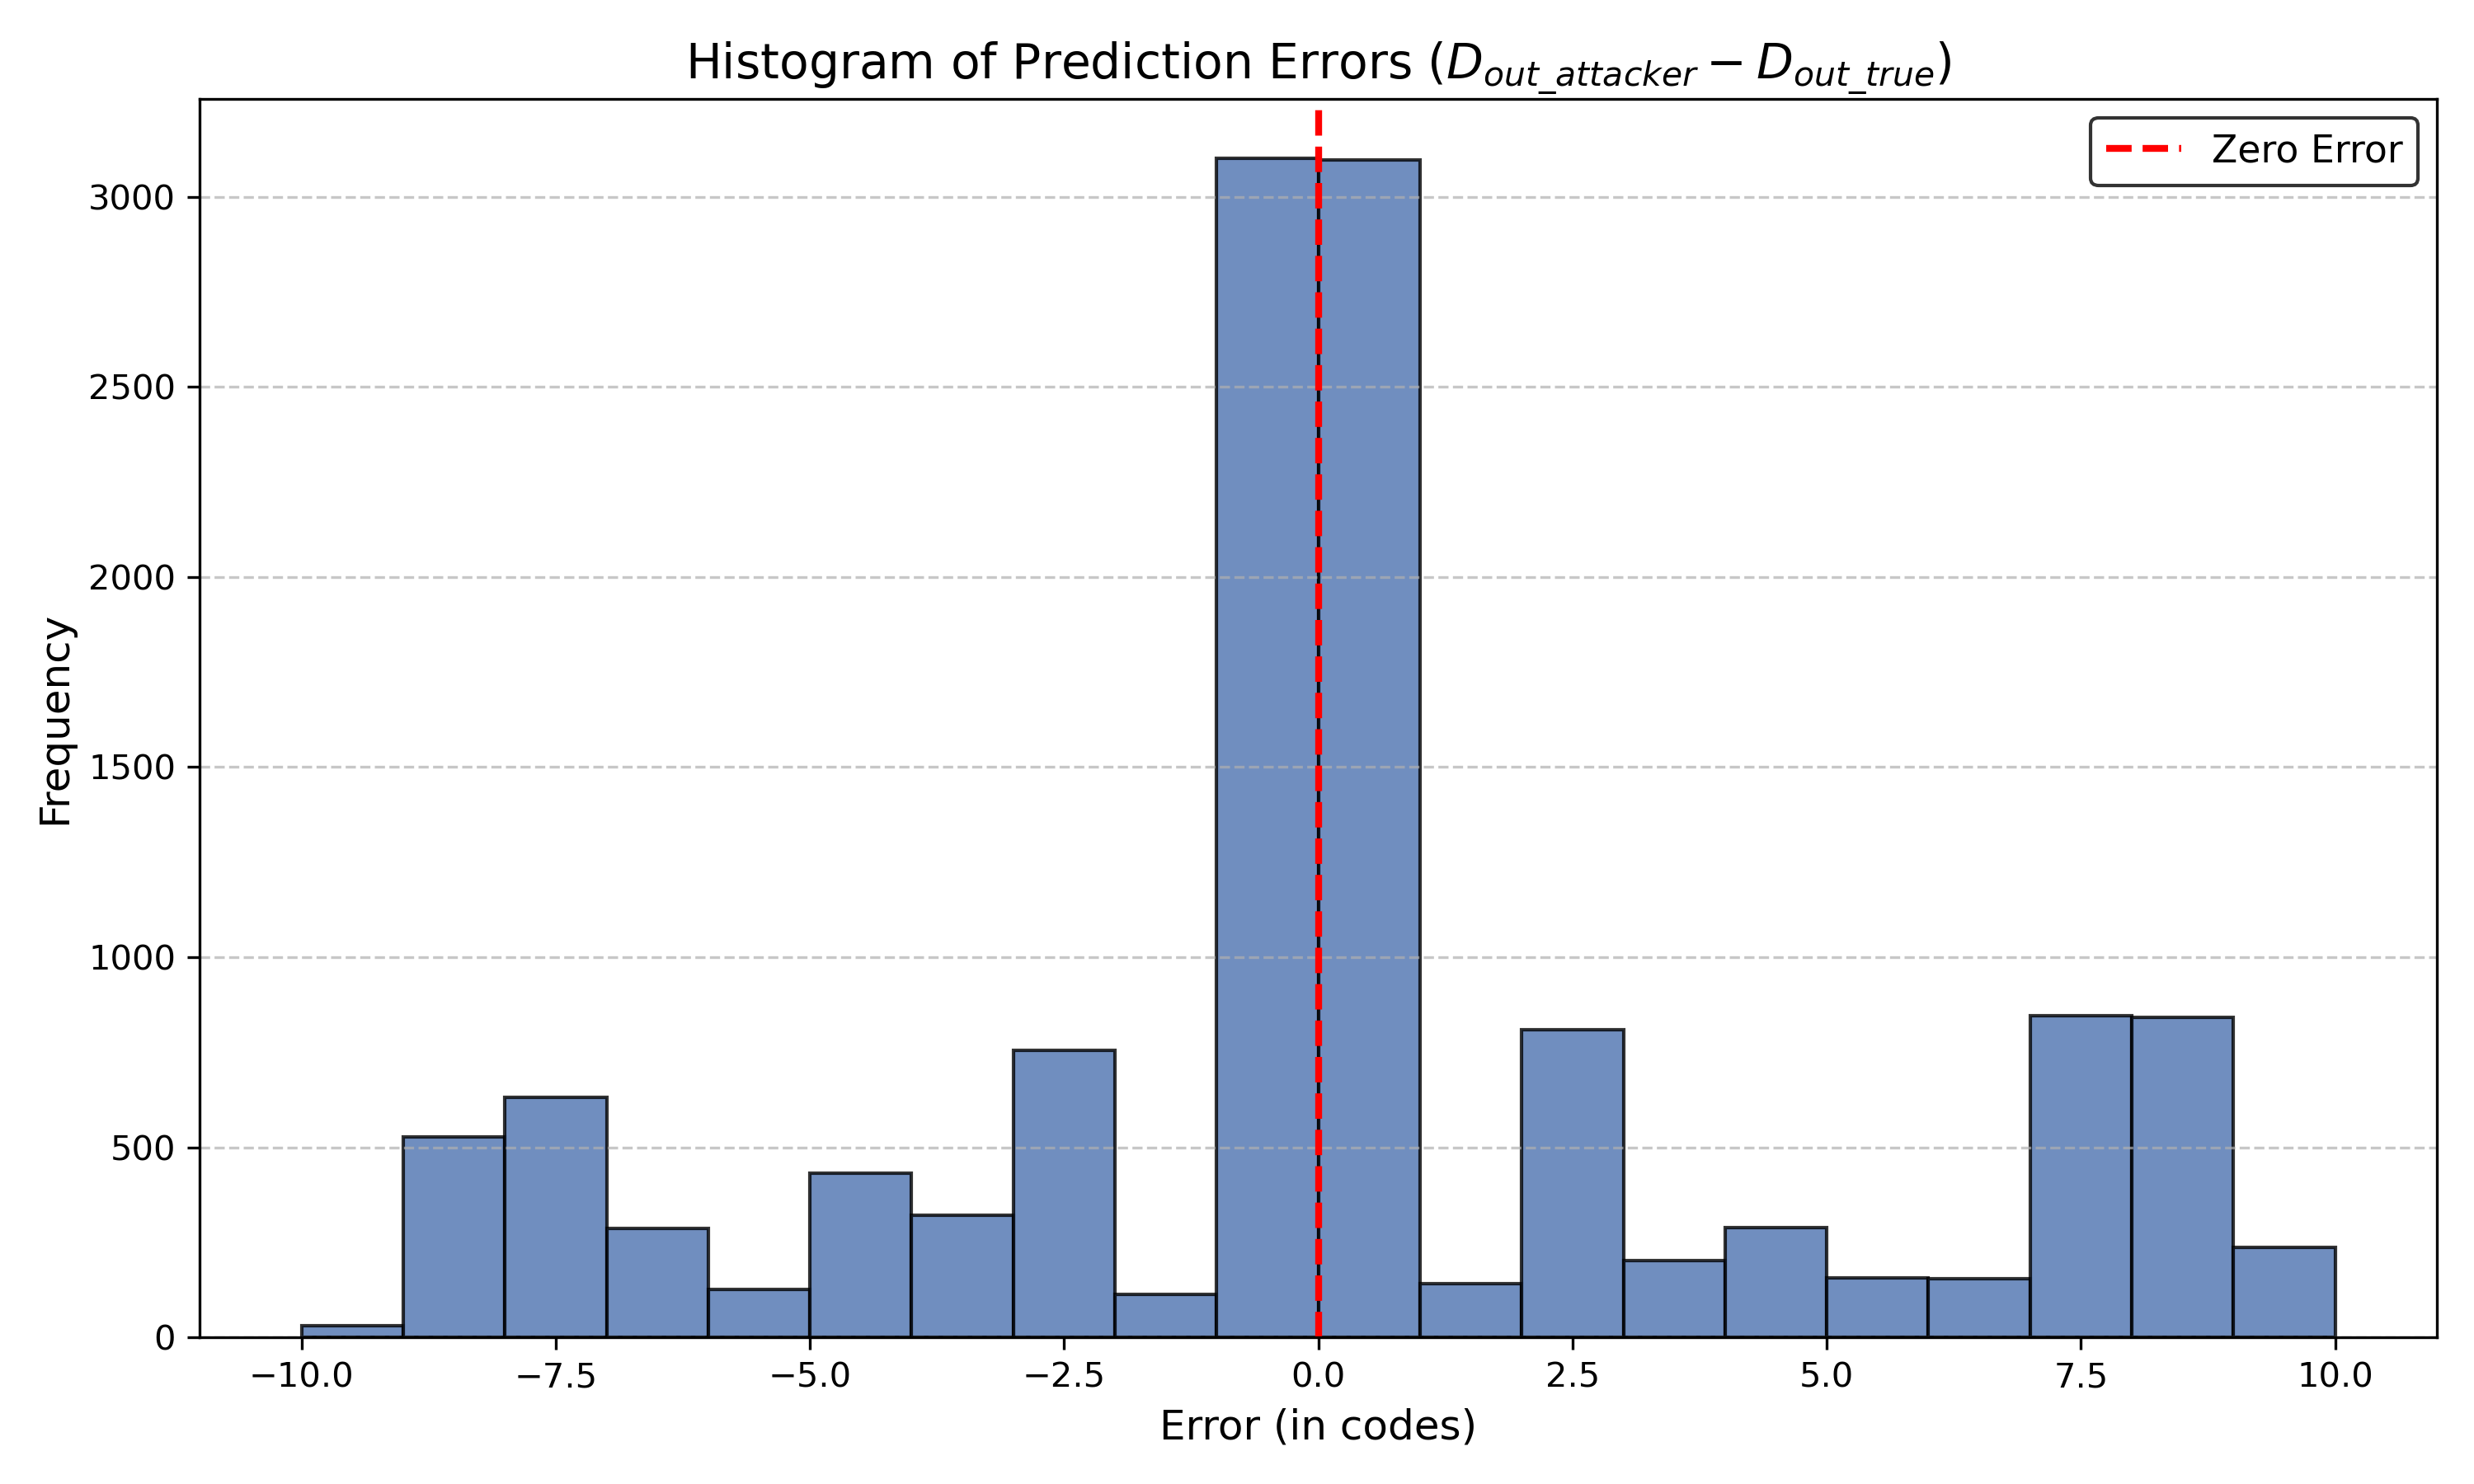 Histogram of Prediction Errors (D_out_attacker − D_out_true)
Zero Error
Frequency
3000
2500
2000
1500
1000
500
0
−10.0 −7.5 −5.0 −2.5 0.0 2.5 5.0 7.5 10.0
Error (in codes)